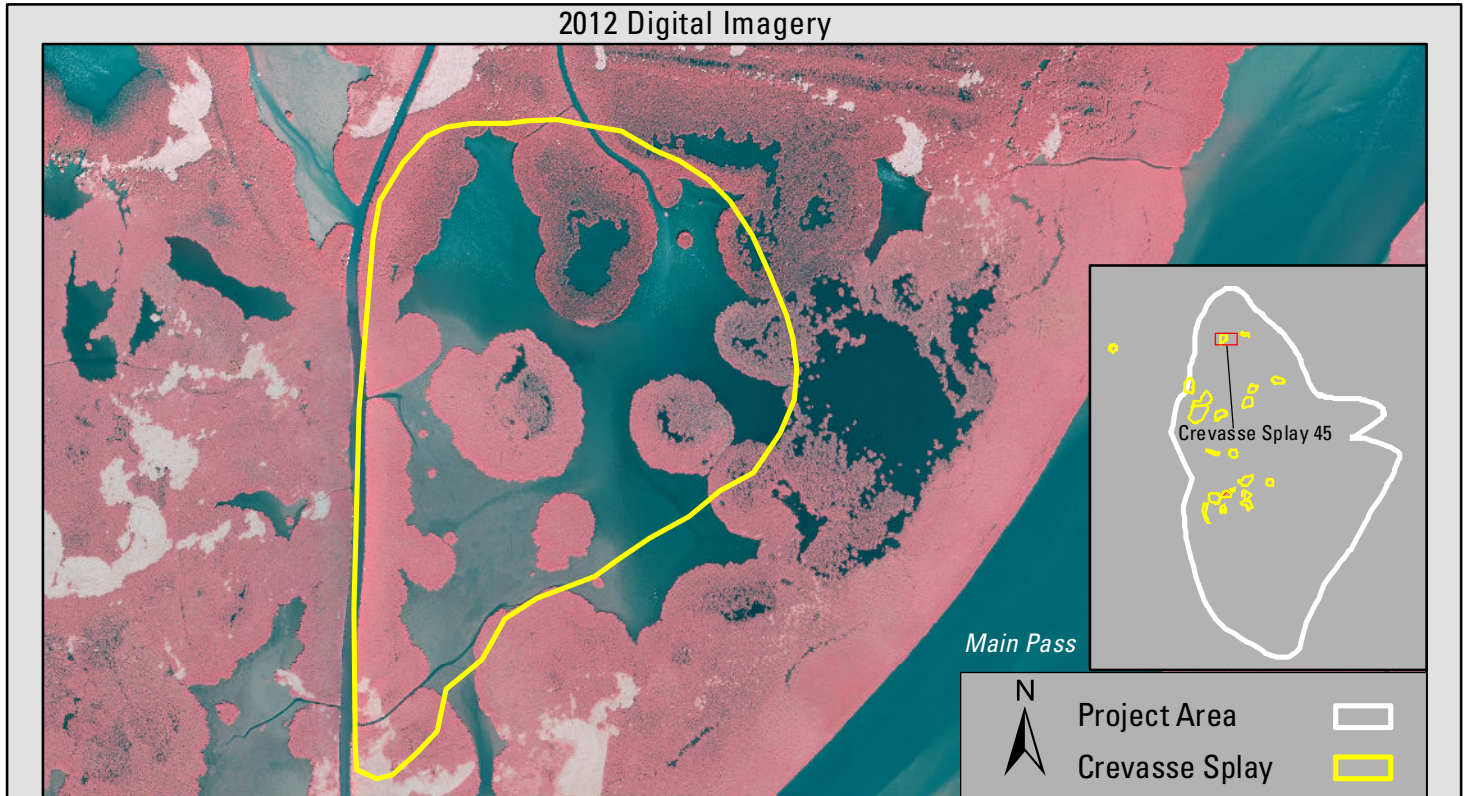 2012 Digital Imagery
Crevasse Splay 45
Main Pass
N
Project Area
Crevasse Splay